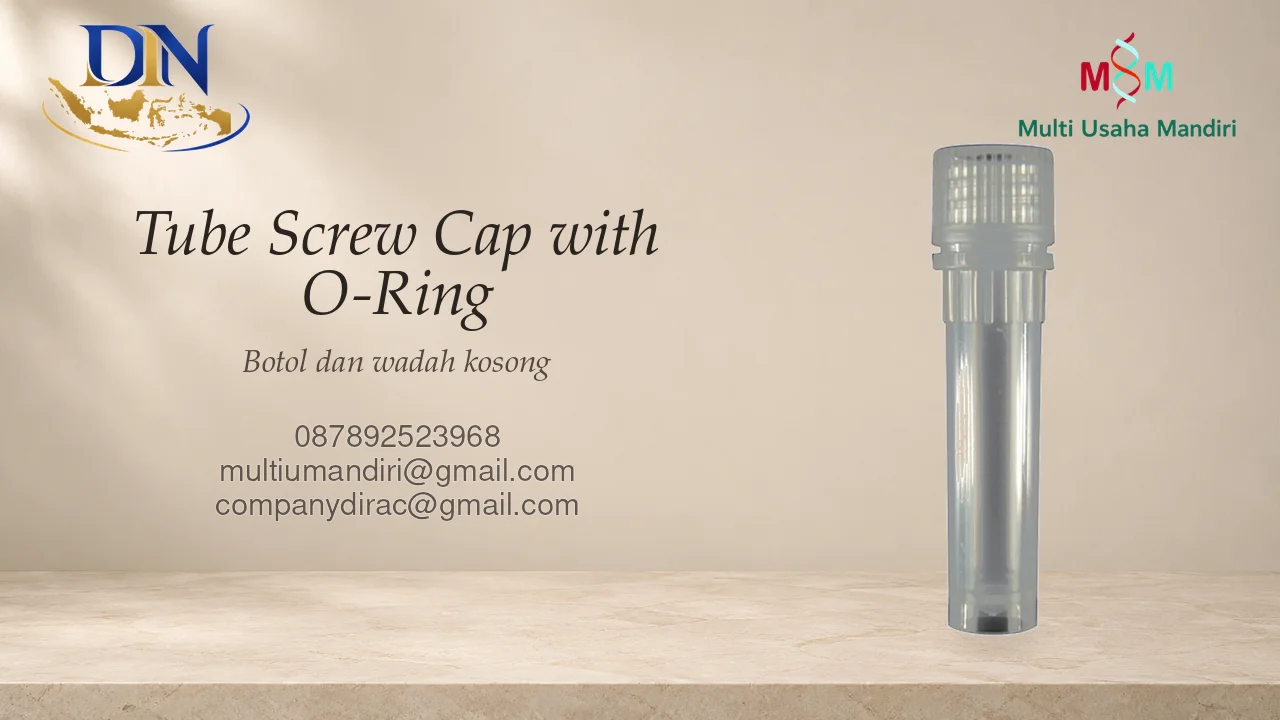 DN
M M
Multi Usaha Mandiri
Tube Screw Cap with
O-Ring
Botol dan wadah kosong
087892523968
multiumandiri@gmail.com
companydirac@gmail.com